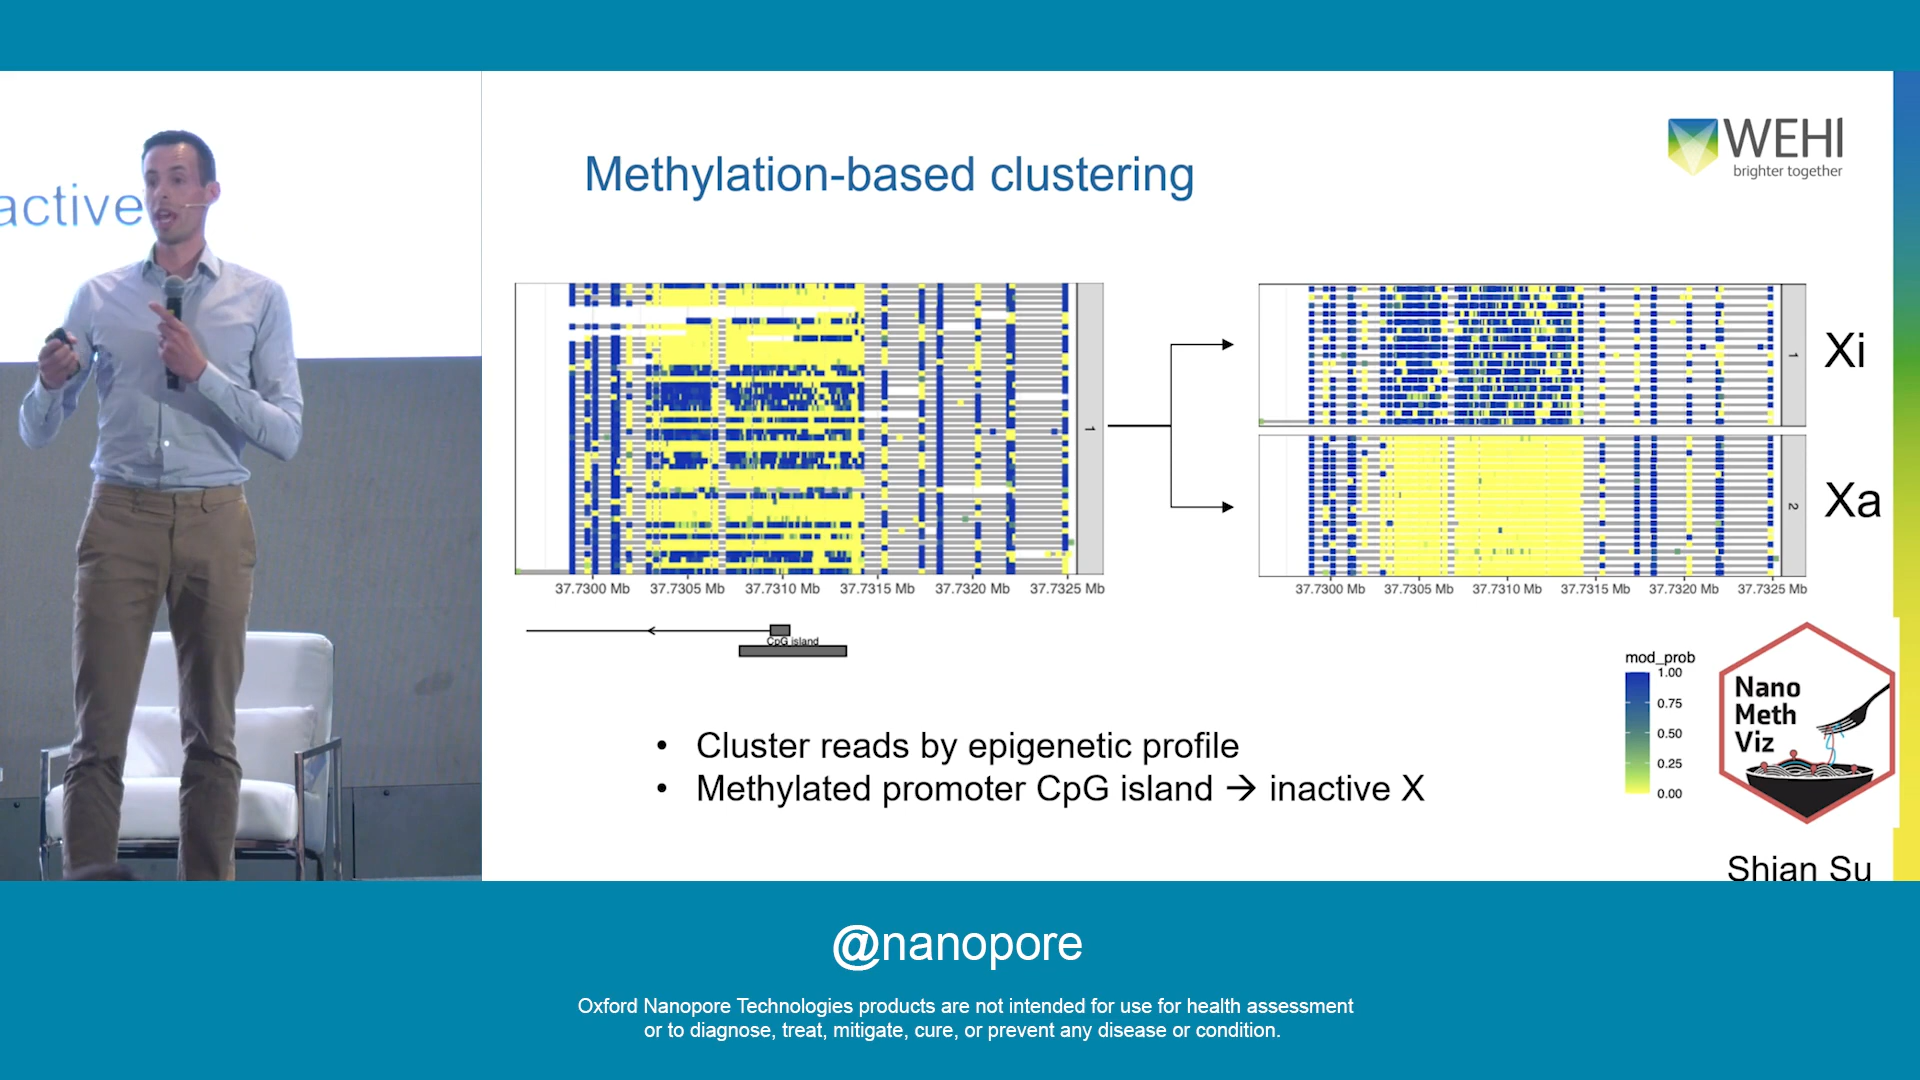 active
Methylation-based clustering
WEHI
brighter together
1
37.7300 Mb 37.7305 Mb 37.7310 Mb 37.7315 Mb 37.7320 Mb 37.7325 Mb
CpG island
1
Xi
2
Xa
37.7300 Mb 37.7305 Mb 37.7310 Mb 37.7315 Mb 37.7320 Mb 37.7325 Mb
• Cluster reads by epigenetic profile
• Methylated promoter CpG island → inactive X
mod_prob
1.00
0.75
0.50
0.25
0.00
Nano
Meth
Viz
Shian Su
@nanopore
Oxford Nanopore Technologies products are not intended for use for health assessment
or to diagnose, treat, mitigate, cure, or prevent any disease or condition.